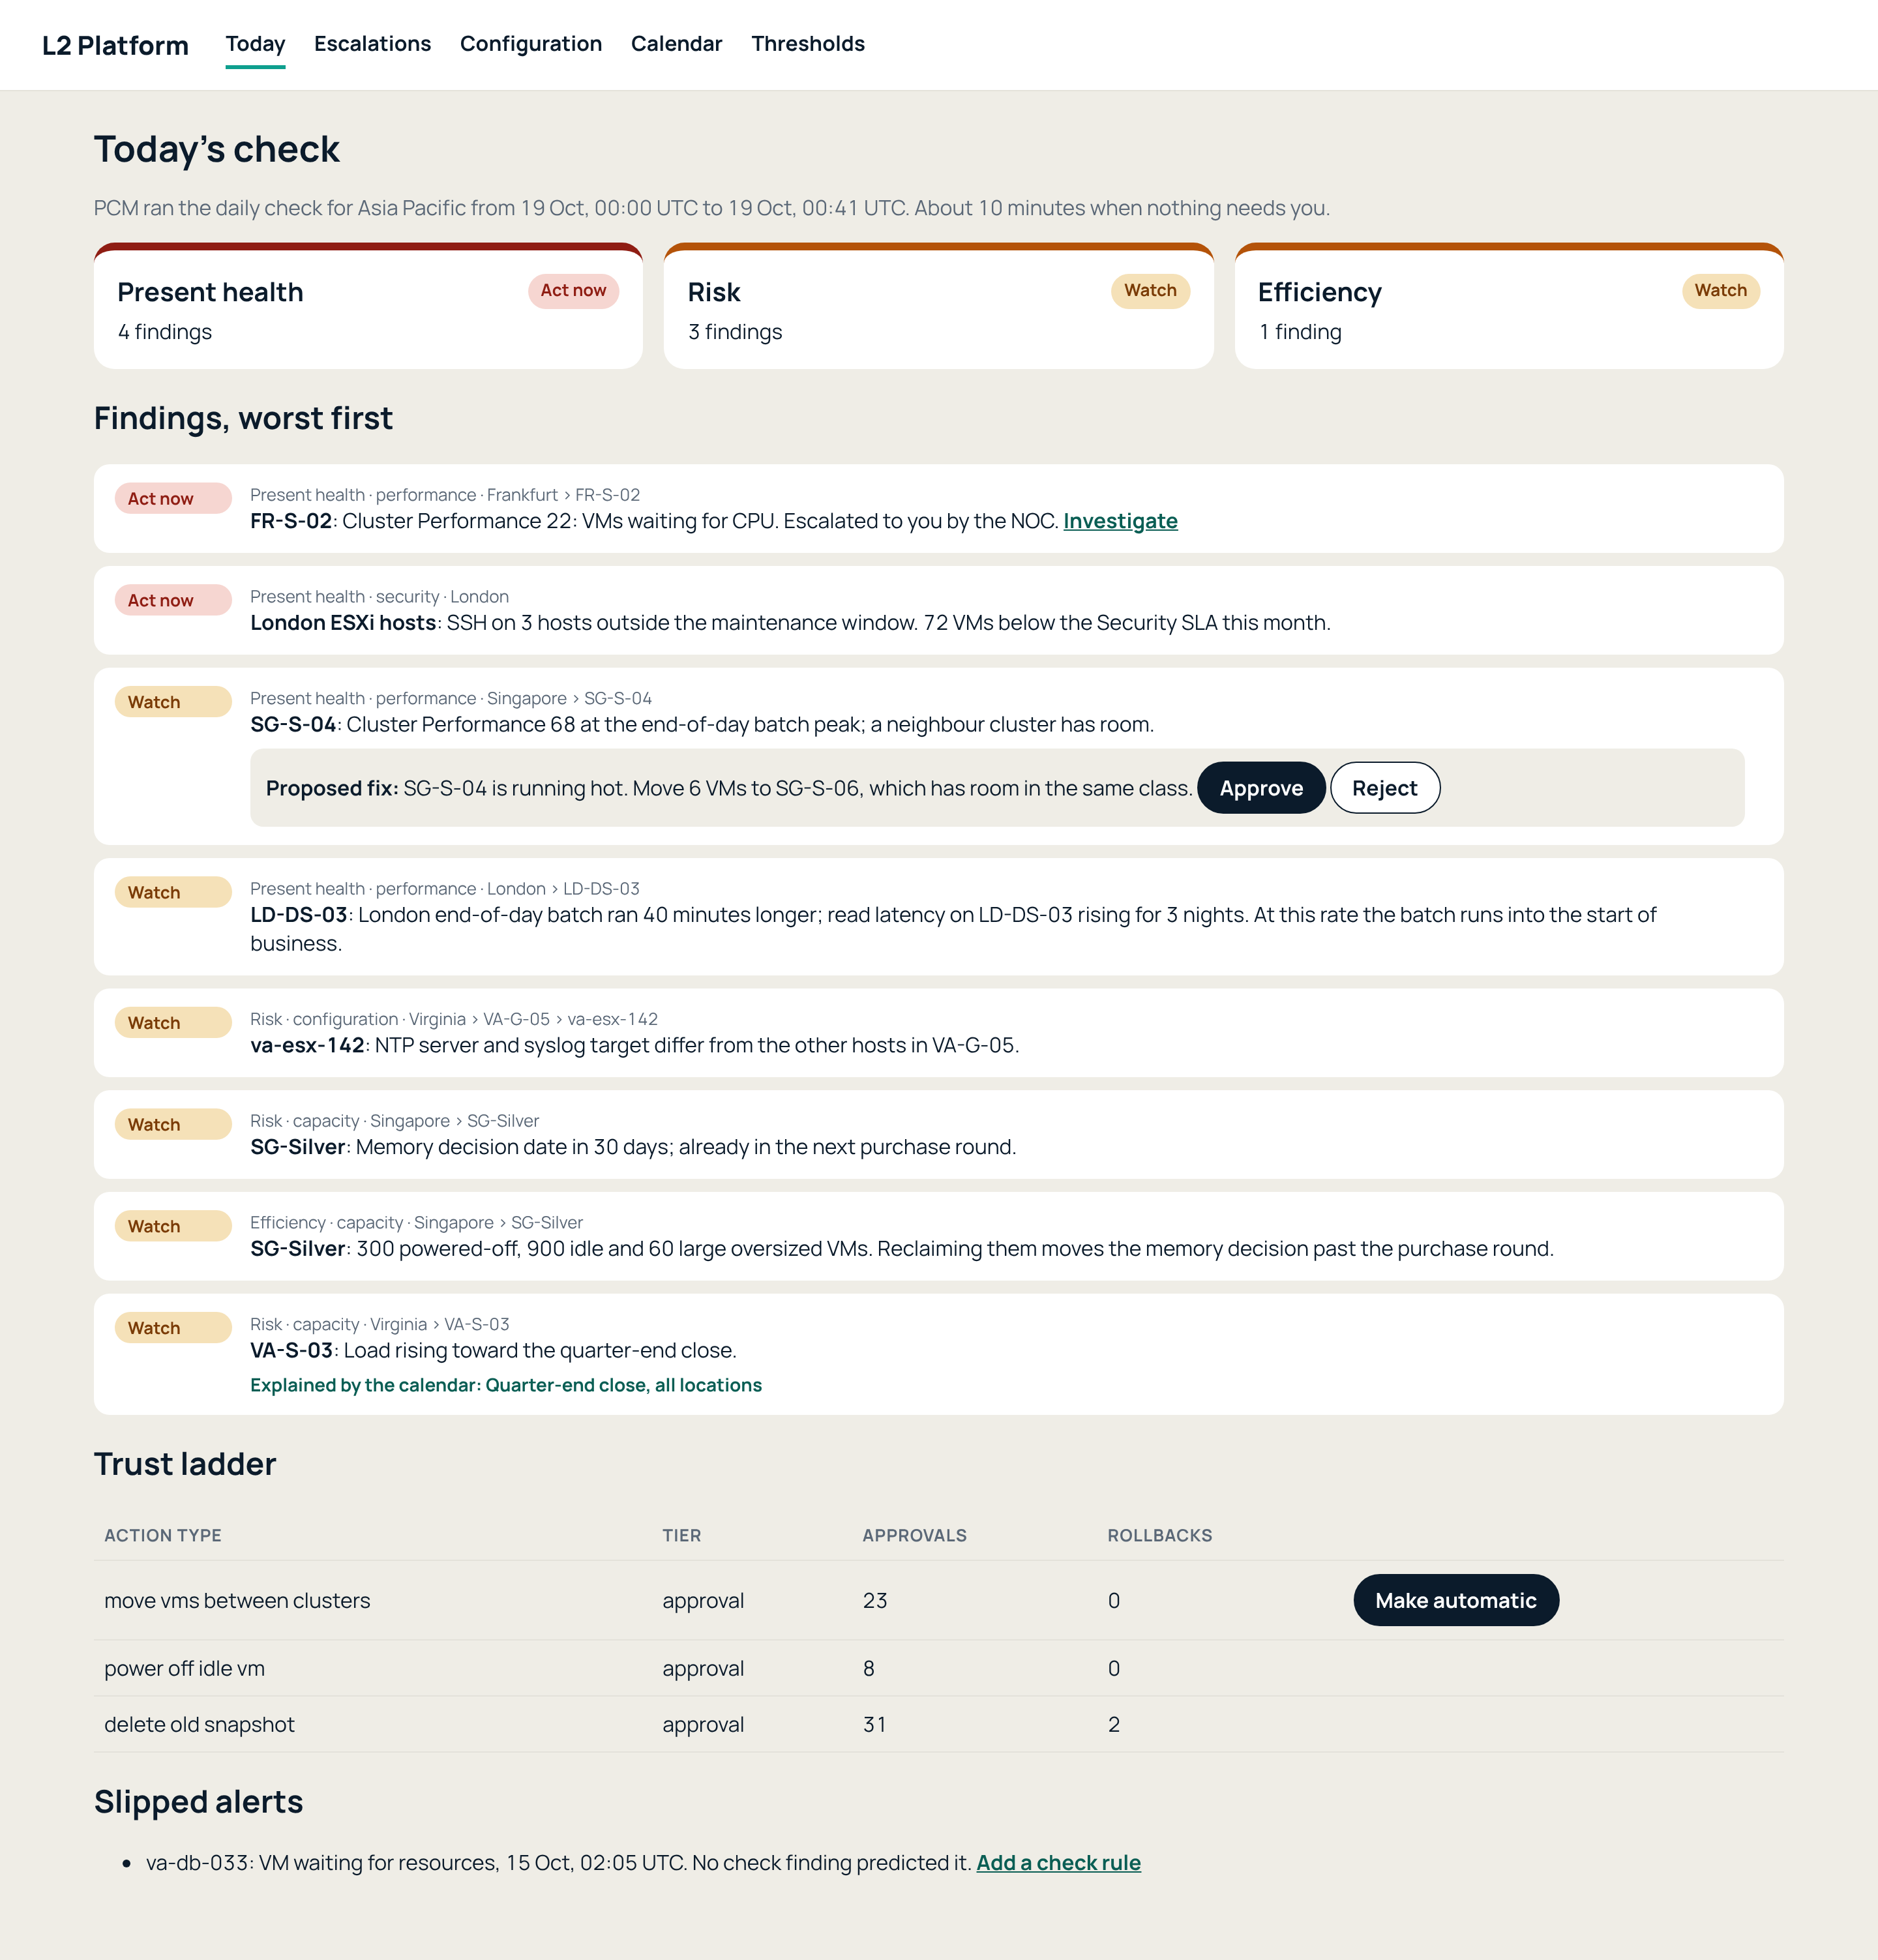 L2 Platform Today Escalations Configuration Calendar Thresholds
Today’s check
PCM ran the daily check for Asia Pacific from 19 Oct, 00:00 UTC to 19 Oct, 00:41 UTC. About 10 minutes when nothing needs you.
Present health Act now
4 findings
Risk Watch
3 findings
Efficiency Watch
1 finding
Findings, worst first
Act now
Present health · performance · Frankfurt › FR-S-02
FR-S-02: Cluster Performance 22: VMs waiting for CPU. Escalated to you by the NOC. Investigate
Act now
Present health · security · London
London ESXi hosts: SSH on 3 hosts outside the maintenance window. 72 VMs below the Security SLA this month.
Watch
Present health · performance · Singapore › SG-S-04
SG-S-04: Cluster Performance 68 at the end-of-day batch peak; a neighbour cluster has room.
Proposed fix: SG-S-04 is running hot. Move 6 VMs to SG-S-06, which has room in the same class. Approve Reject
Watch
Present health · performance · London › LD-DS-03
LD-DS-03: London end-of-day batch ran 40 minutes longer; read latency on LD-DS-03 rising for 3 nights. At this rate the batch runs into the start of
business.
Watch
Risk · configuration · Virginia › VA-G-05 › va-esx-142
va-esx-142: NTP server and syslog target differ from the other hosts in VA-G-05.
Watch
Risk · capacity · Singapore › SG-Silver
SG-Silver: Memory decision date in 30 days; already in the next purchase round.
Watch
Efficiency · capacity · Singapore › SG-Silver
SG-Silver: 300 powered-off, 900 idle and 60 large oversized VMs. Reclaiming them moves the memory decision past the purchase round.
Watch
Risk · capacity · Virginia › VA-S-03
VA-S-03: Load rising toward the quarter-end close.
Explained by the calendar: Quarter-end close, all locations
Trust ladder
ACTION TYPE TIER APPROVALS ROLLBACKS
move vms between clusters approval 23 0 Make automatic
power off idle vm approval 8 0
delete old snapshot approval 31 2
Slipped alerts
• va-db-033: VM waiting for resources, 15 Oct, 02:05 UTC. No check finding predicted it. Add a check rule